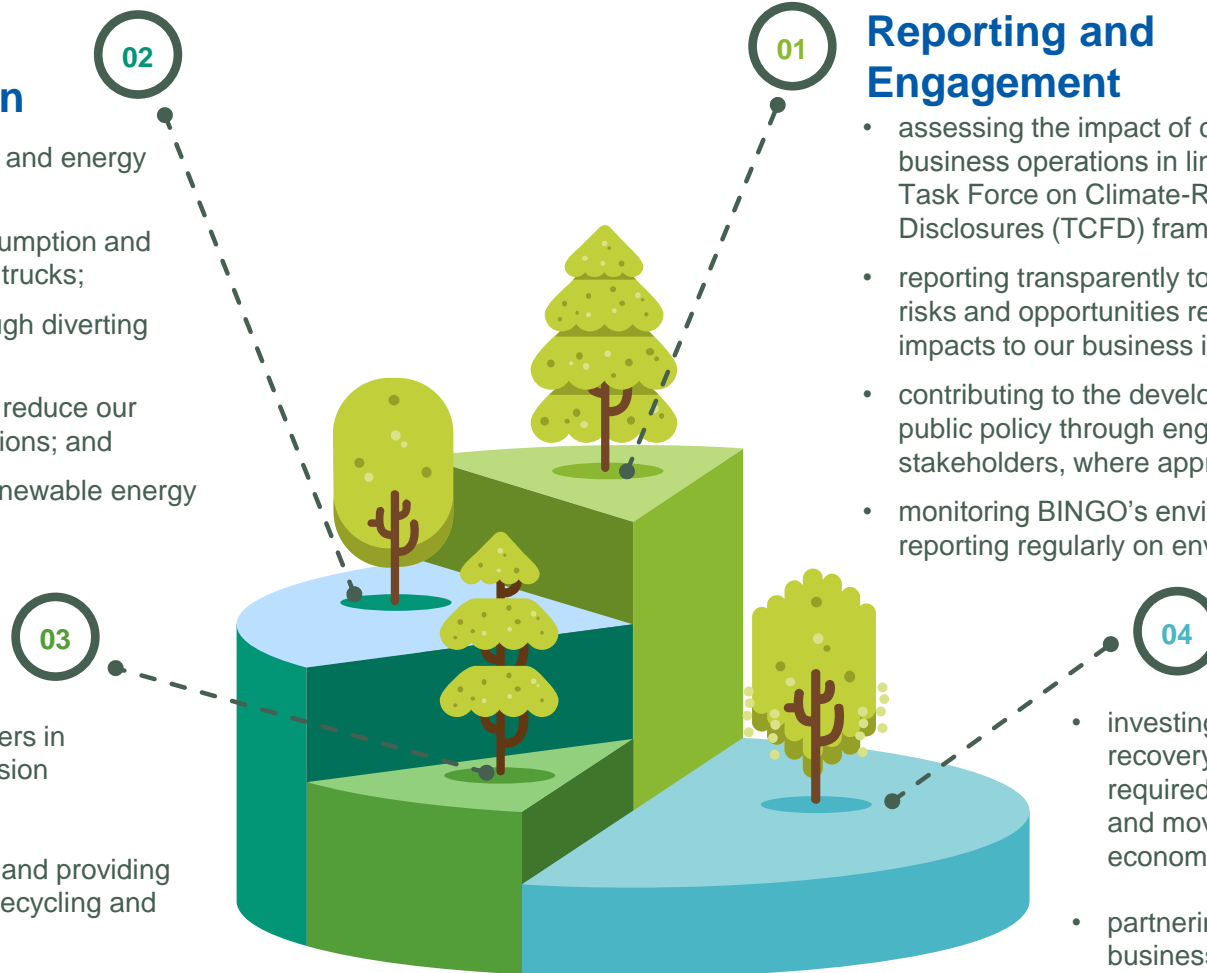 02
n
and energy
umption and
trucks;
ugh diverting
reduce our
tions; and
newable energy
01
Reporting and
Engagement
• assessing the impact of
business operations in lin
Task Force on Climate-R
Disclosures (TCFD) fram
• reporting transparently to
risks and opportunities re
impacts to our business i
• contributing to the develo
public policy through eng
stakeholders, where appr
• monitoring BINGO's envi
reporting regularly on env
03
ers in
sion
and providing
recycling and
04
• investing
recovery
required
and mov
econom
• partnerin
business